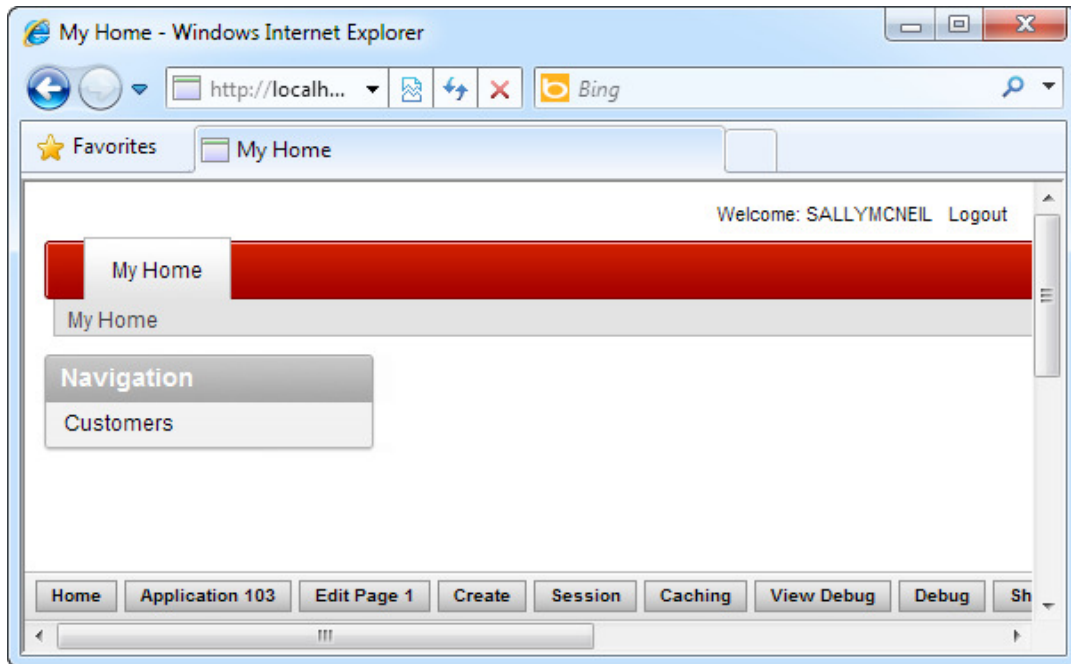 My Home - Windows Internet Explorer
http://localh... Bing
Favorites My Home
Welcome: SALLYMCNEIL Logout
My Home
My Home
Navigation
Customers
Home Application 103 Edit Page 1 Create Session Caching View Debug Debug Sh